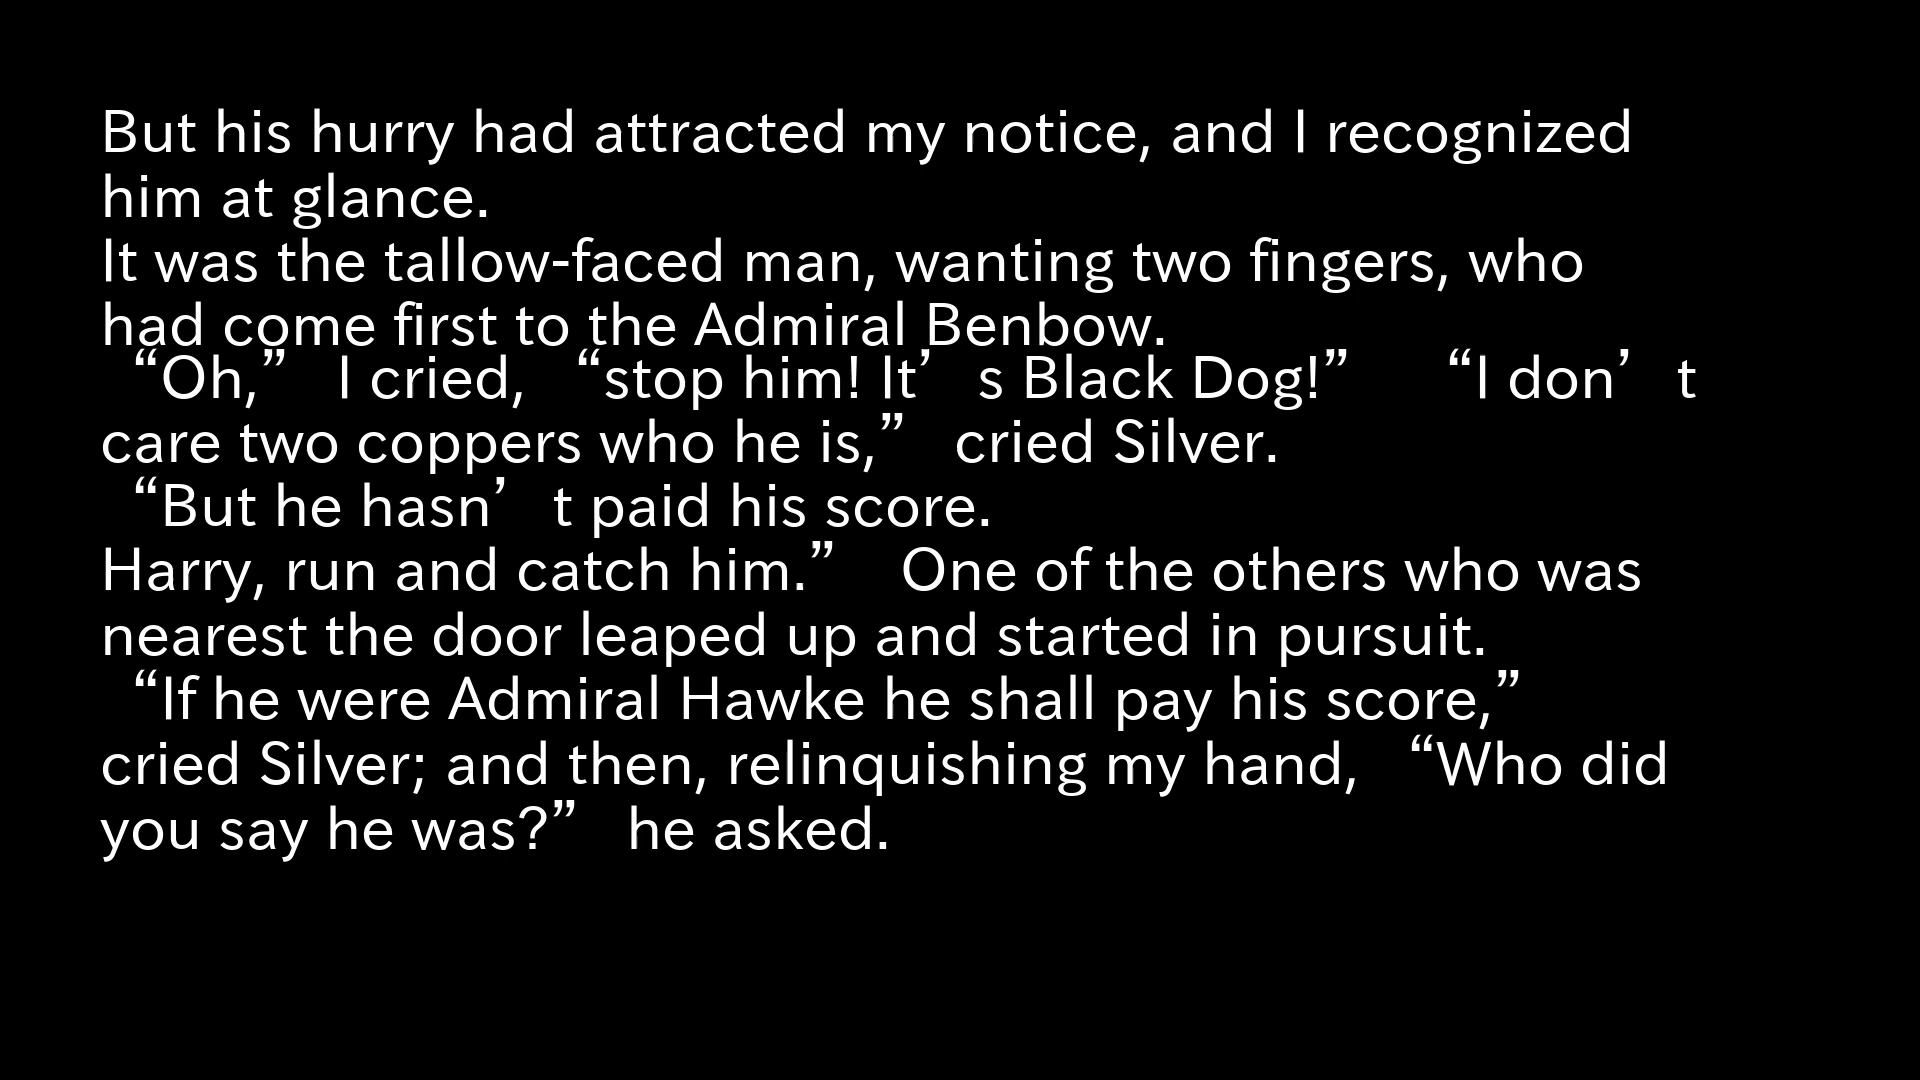 But his hurry had attracted my notice, and I recognized
him at glance.
It was the tallow-faced man, wanting two fingers, who
had come first to the Admiral Benbow.
“Oh,” I cried, “stop him! It’s Black Dog!” “I don’t
care two coppers who he is,” cried Silver.
“But he hasn’t paid his score.
Harry, run and catch him.” One of the others who was
nearest the door leaped up and started in pursuit.
“If he were Admiral Hawke he shall pay his score,”
cried Silver; and then, relinquishing my hand, “Who did
you say he was?” he asked.